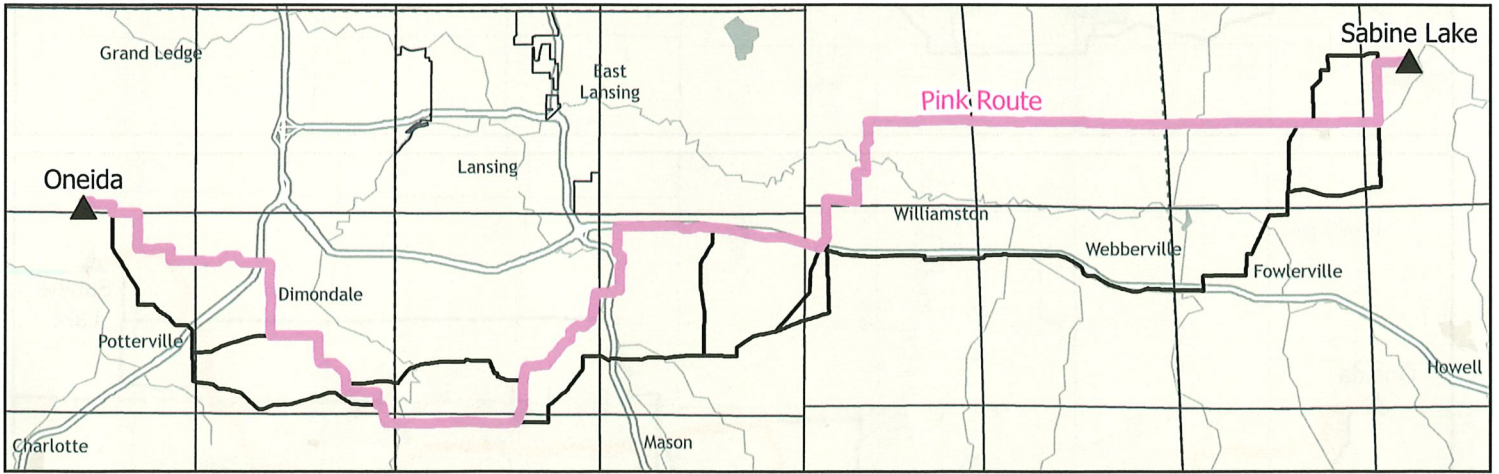 Sabine Lake
Grand Ledge
East
Lansing
Pink Route
Lansing
Oneida
Williamston
Webberville
Fowlerville
Dimondale
Potterville
Howell
Charlotte
Mason